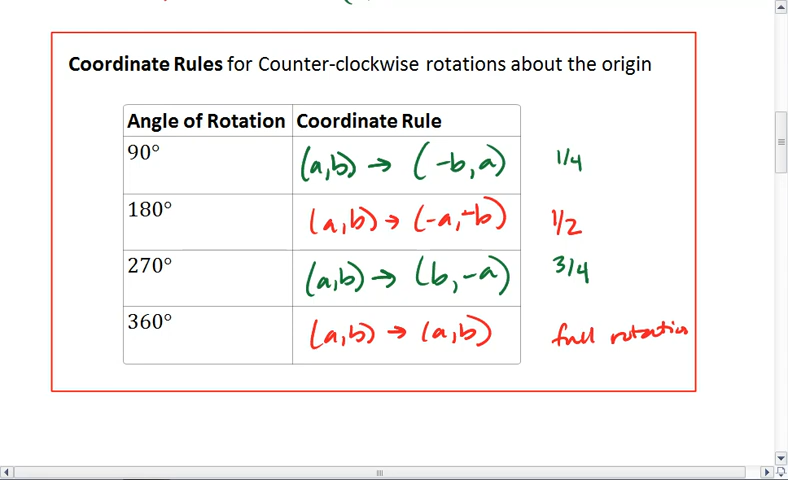 Coordinate Rules for Counter-clockwise rotations about the origin
Angle of Rotation Coordinate Rule
90° (a,b) → (-b, a) 1/4
180° (a,b) → (-a,-b) 1/2
270° (a,b) → (b,-a) 3/4
360° (a,b) → (a,b) full rotation